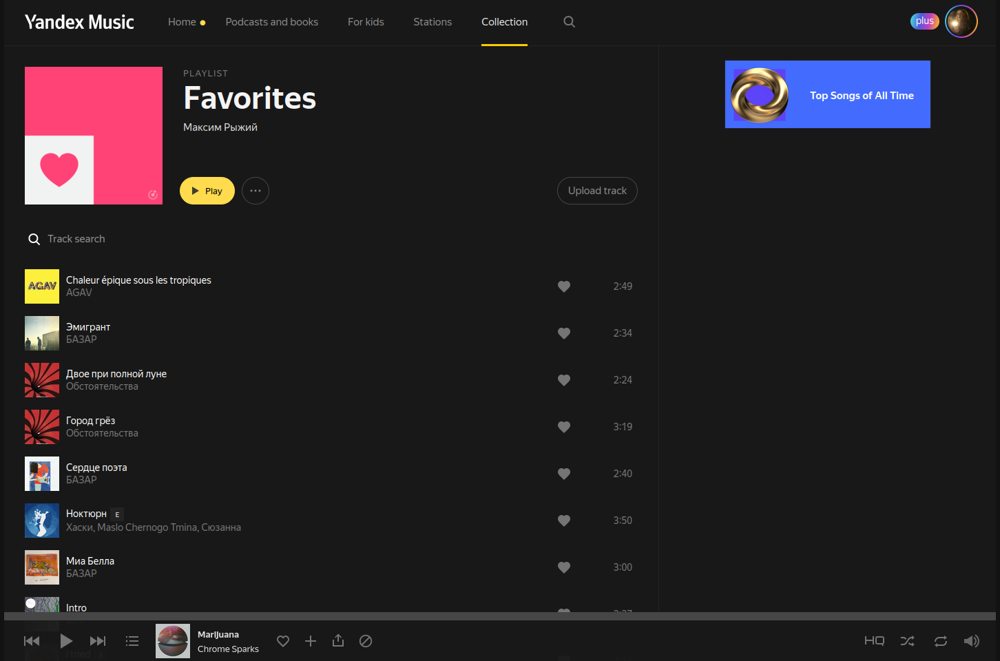 Yandex Music
Home
Podcasts and books
For kids
Stations
Collection
plus
PLAYLIST
Favorites
Максим Рыжий
Play
Upload track
Top Songs of All Time
Track search
AGAV
Chaleur épique sous les tropiques
AGAV
2:49
Эмигрант
БАЗАР
2:34
Двое при полной луне
Обстоятельства
2:24
Город грёз
Обстоятельства
3:19
Сердце поэта
БАЗАР
2:40
Ноктюрн E
Хаски, Maslo Chernogo Tmina, Сюзанна
3:50
Миа Белла
БАЗАР
3:00
Intro
Marijuana
Chrome Sparks
I tried
HQ